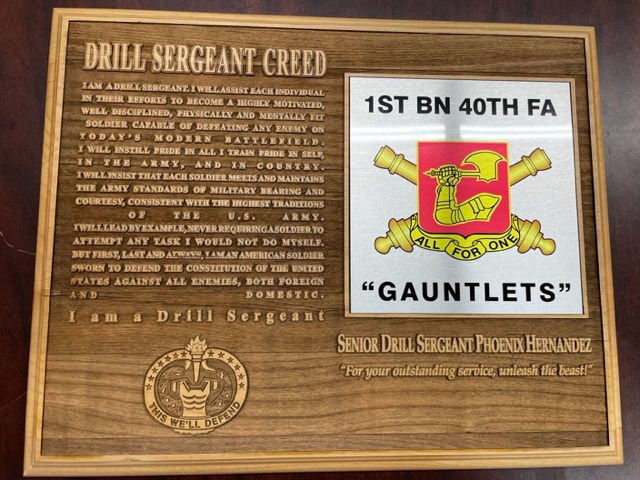 DRILL SERGEANT CREED
I AM A DRILL SERGEANT. I WILL ASSIST EACH INDIVIDUAL
IN THEIR EFFORTS TO BECOME A HIGHLY MOTIVATED,
WELL DISCIPLINED, PHYSICALLY AND MENTALLY FIT
SOLDIER CAPABLE OF DEFEATING ANY ENEMY ON
TODAY'S MODERN BATTLEFIELD.
I WILL INSTILL PRIDE IN ALL I TRAIN PRIDE IN SELF,
IN THE ARMY, AND IN COUNTRY.
I WILL INSIST THAT EACH SOLDIER MEETS AND MAINTAINS
THE ARMY STANDARDS OF MILITARY BEARING AND
COURTESY, CONSISTENT WITH THE HIGHEST TRADITIONS
OF THE U.S. ARMY.
I WILL LEAD BY EXAMPLE, NEVER REQUIRING A SOLDIER TO
ATTEMPT ANY TASK I WOULD NOT DO MYSELF.
BUT FIRST, LAST AND ALWAYS, I AM AN AMERICAN SOLDIER
SWORN TO DEFEND THE CONSTITUTION OF THE UNITED
STATES AGAINST ALL ENEMIES, BOTH FOREIGN
AND DOMESTIC.
I am a Drill Sergeant
THIS WE'LL DEFEND
1ST BN 40TH FA
ALL FOR ONE
"GAUNTLETS"
SENIOR DRILL SERGEANT PHOENIX HERNANDEZ
"For your outstanding service, unleash the beast!"